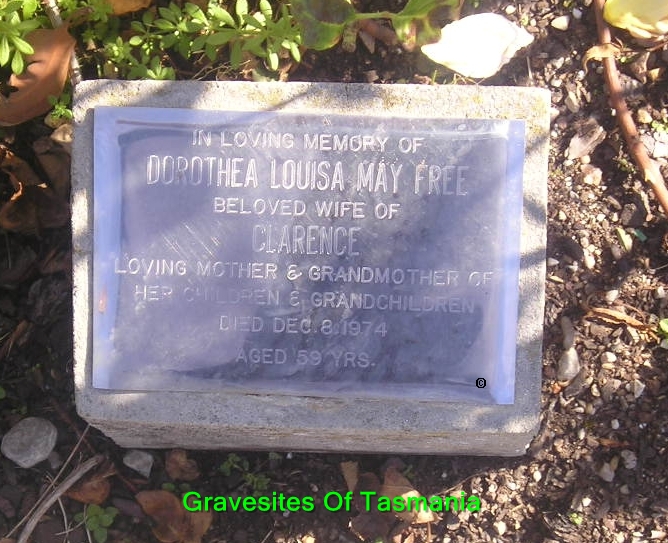 IN LOVING MEMORY OF
DOROTHEA LOUISA MAY FREE
BELOVED WIFE OF
CLARENCE
LOVING MOTHER & GRANDMOTHER OF
HER CHILDREN & GRANDCHILDREN
DIED DEC. 8. 1974
AGED 59 YRS.
©
Gravesites Of Tasmania